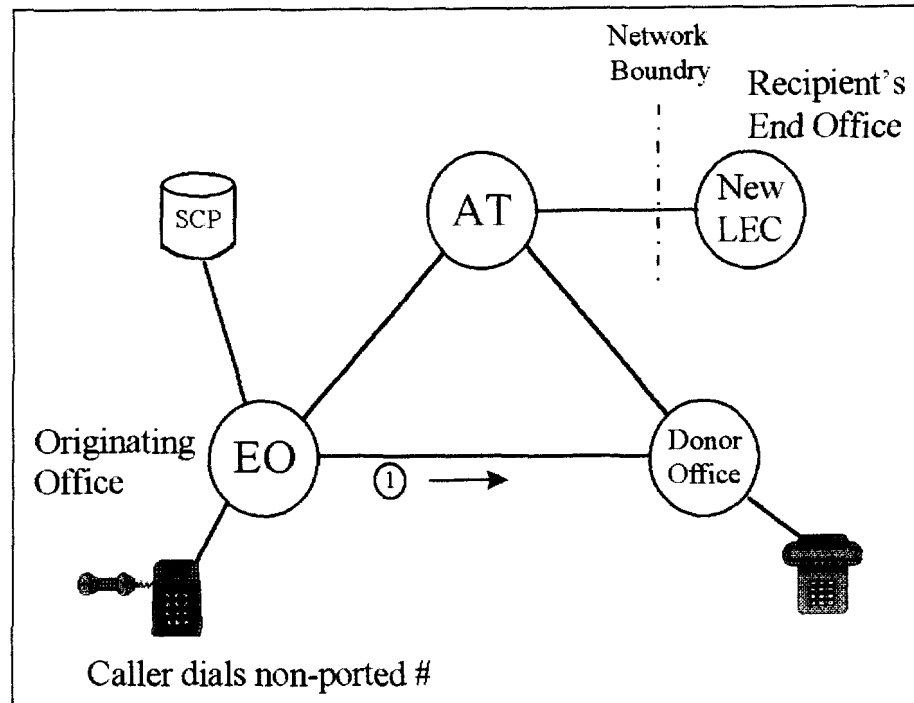 Network
Boundry
Recipient's
End Office
SCP
AT
New
LEC
Originating
Office
EO
1
Donor
Office
Caller dials non-ported #